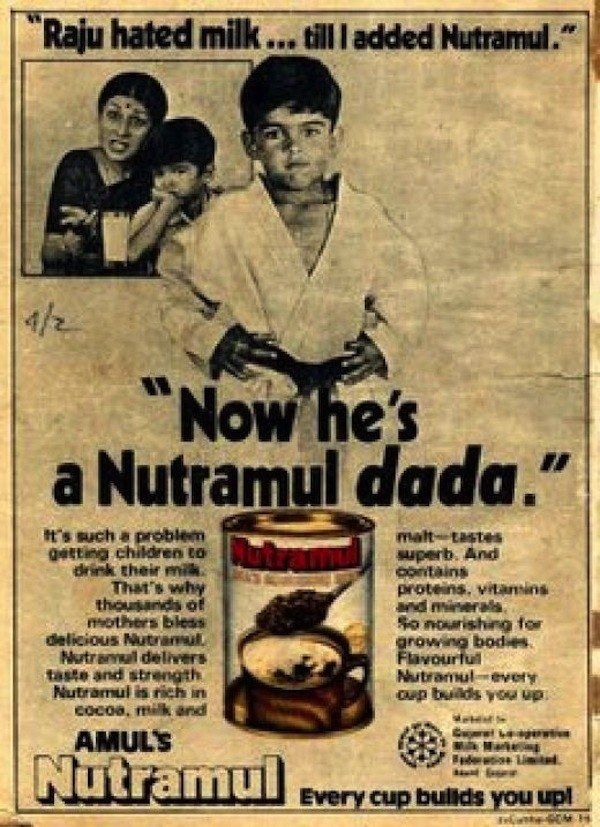 "Raju hated milk ... till I added Nutramul."
4/2
"Now he's
a Nutramul dada."
It's such a problem
getting children to
drink their milk.
That's why
thousands of
mothers bless
delicious Nutramul.
Nutramul delivers
taste and strength
Nutramul is rich in
cocoa, milk and
Nutramul
malt—tastes
superb. And
contains
proteins, vitamins
and minerals.
So nourishing for
growing bodies.
Flavourful
Nutramul—every
cup builds you up.
Gujarat Co-operative
Milk Marketing
Federation Limited.
AMUL'S
Nutramul
Every cup builds you up!